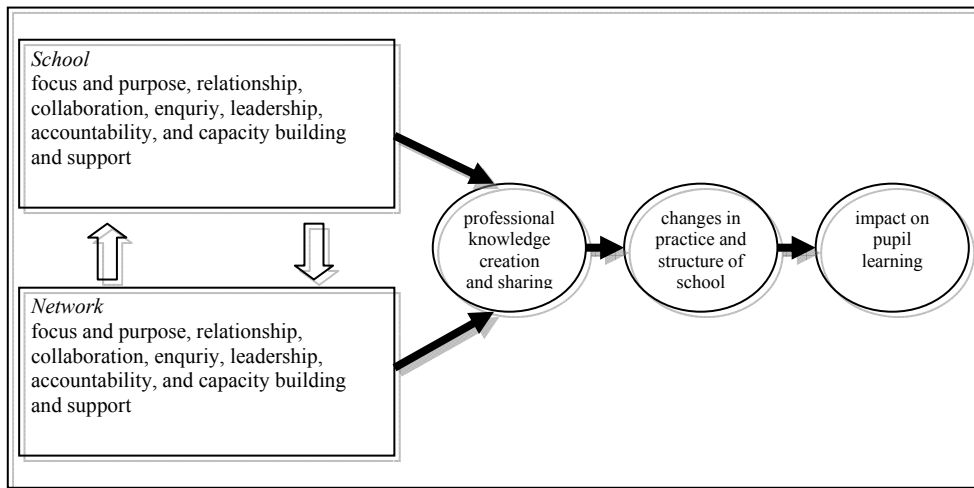 School
focus and purpose, relationship,
collaboration, enquriy, leadership,
accountability, and capacity building
and support
professional
knowledge
creation
and sharing
changes in
practice and
structure of
school
impact on
pupil
learning
Network
focus and purpose, relationship,
collaboration, enquriy, leadership,
accountability, and capacity building
and support